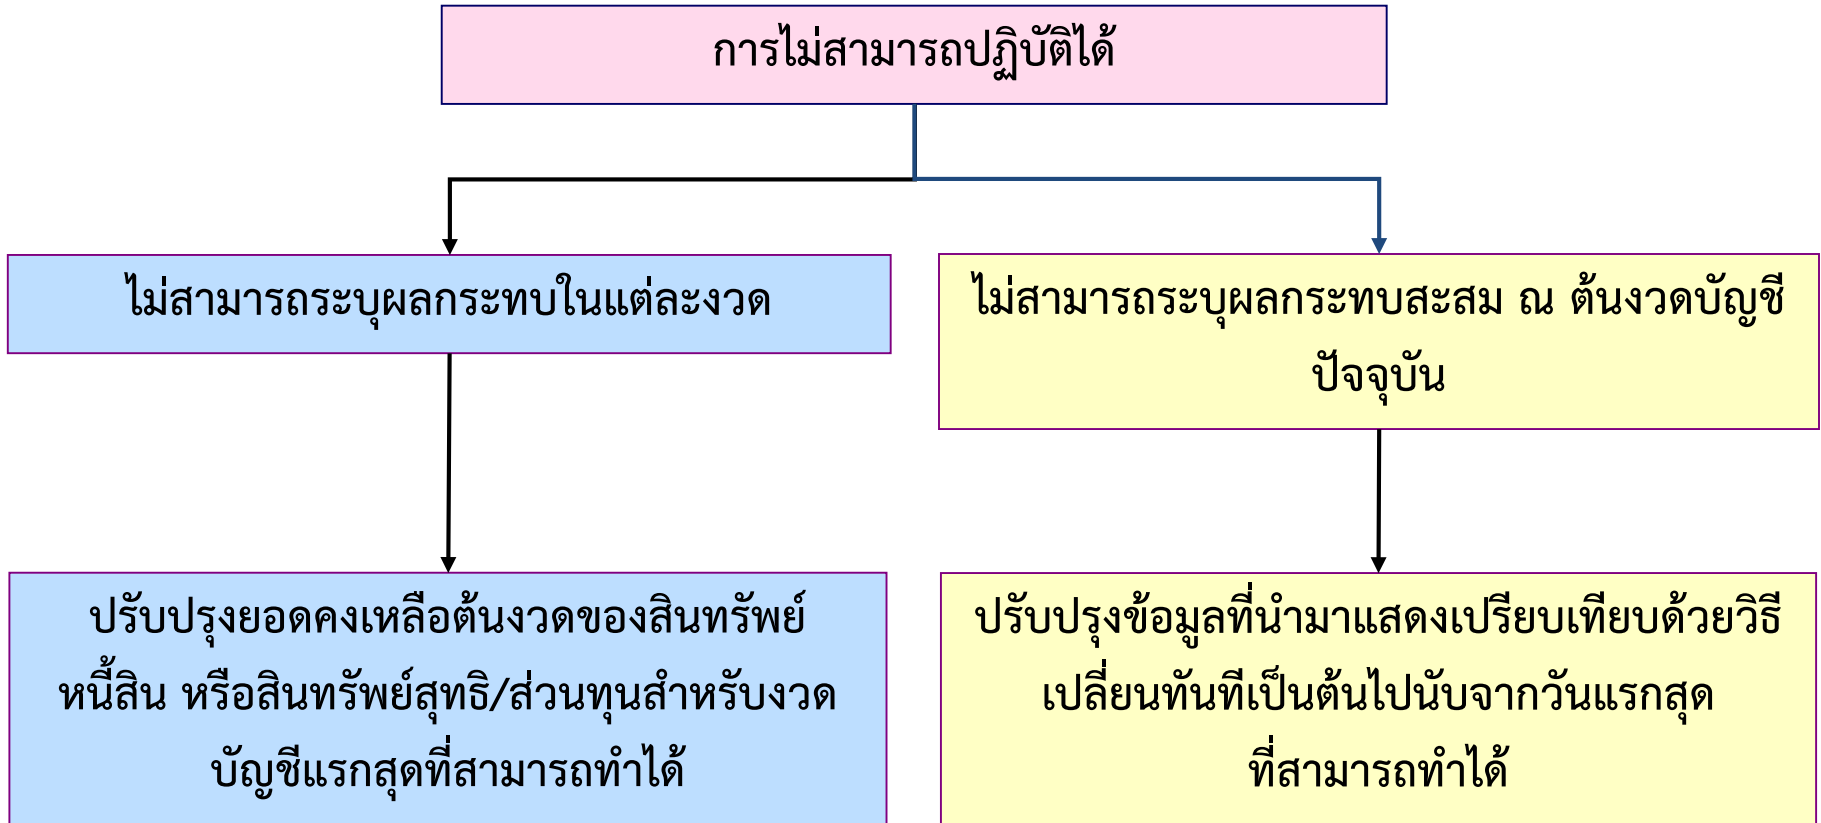 การไม่สามารถปฏิบัติได้
ไม่สามารถระบุผลกระทบในแต่ละงวด
ไม่สามารถระบุผลกระทบสะสม ณ ต้นงวดบัญชี
ปัจจุบัน
ปรับปรุงยอดคงเหลือต้นงวดของสินทรัพย์
หนี้สิน หรือสินทรัพย์สุทธิ/ส่วนทุนสำหรับงวด
บัญชีแรกสุดที่สามารถทำได้
ปรับปรุงข้อมูลที่นำมาแสดงเปรียบเทียบด้วยวิธี
เปลี่ยนทันทีเป็นต้นไปนับจากวันแรกสุด
ที่สามารถทำได้